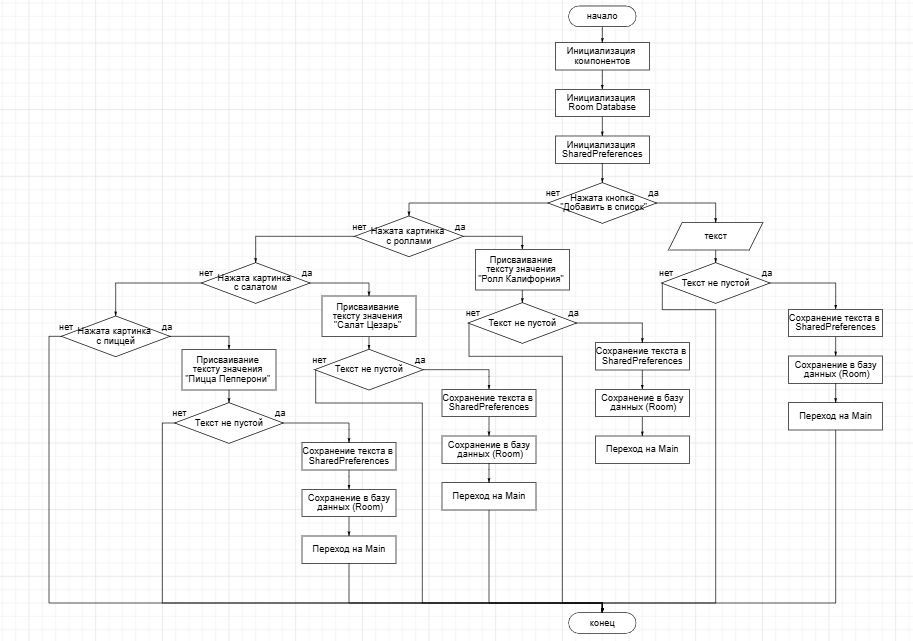 начало
Инициализация
компонентов
Инициализация
Room Database
Инициализация
SharedPreferences
нет
Нажата кнопка
"Добавить в список"
да
нет
Нажата картинка
с роллами
да
текст
нет
Нажата картинка
с салатом
да
Присваивание
тексту значения
"Ролл Калифорния"
нет
Текст не пустой
да
нет
Нажата картинка
с пиццей
да
Присваивание
тексту значения
"Салат Цезарь"
нет
Текст не пустой
да
Сохранение текста в
SharedPreferences
Присваивание
тексту значения
"Пицца Пепперони"
нет
Текст не пустой
да
Сохранение текста в
SharedPreferences
Сохранение в базу
данных (Room)
нет
Текст не пустой
да
Сохранение текста в
SharedPreferences
Сохранение в базу
данных (Room)
Переход на Main
Сохранение текста в
SharedPreferences
Сохранение в базу
данных (Room)
Переход на Main
Сохранение в базу
данных (Room)
Переход на Main
Переход на Main
конец